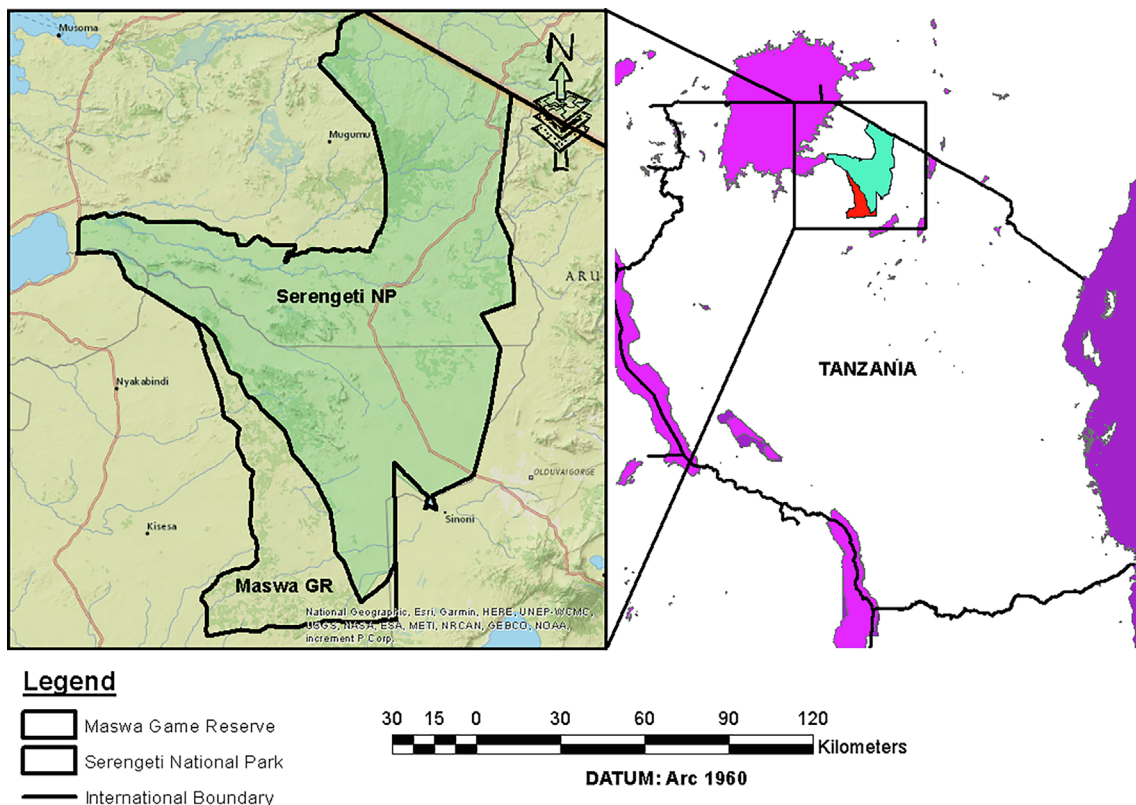 Musoma
N
Mugumu
ARU
Serengeti NP
TANZANIA
Nyakabindi
OLDUVAI GORGE
Sinoni
Kisesa
Maswa GR
National Geographic, Esri, Garmin, HERE, UNEP-WCMC,
USGS, NASA, ESA, METI, NRCAN, GEBCO, NOAA,
increment P Corp.
Legend
Maswa Game Reserve
Serengeti National Park
International Boundary
30 15 0 30 60 90 120
Kilometers
DATUM: Arc 1960